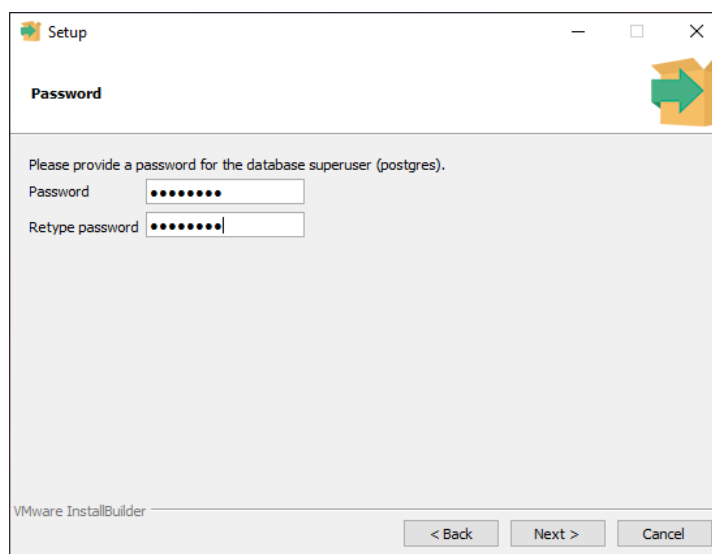 Setup
Password
Please provide a password for the database superuser (postgres).
Password ••••••••
Retype password ••••••••
VMware InstallBuilder
< Back Next > Cancel